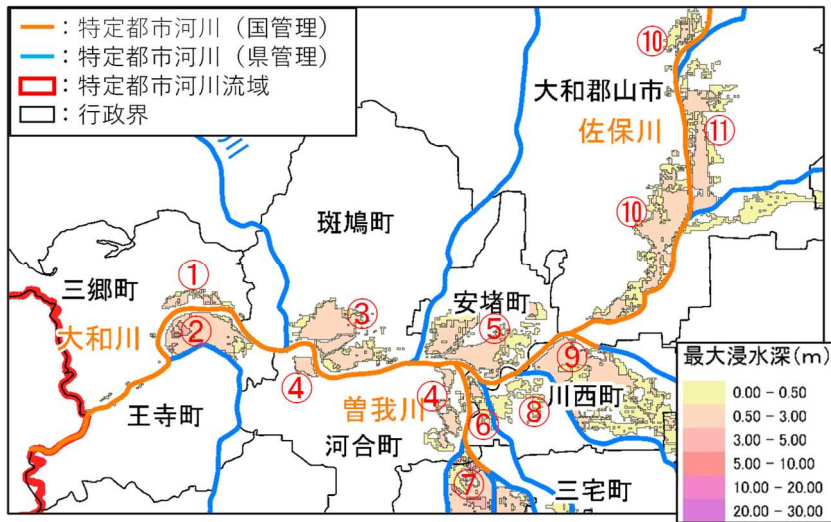 ：特定都市河川（国管理）
：特定都市河川（県管理）
：特定都市河川流域
：行政界
川
⑩
大和郡山市
佐保川
⑪
斑鳩町
⑩
①
三郷町
③
安堵町
⑤
大和川
②
⑨
④
曽我川
④
⑥
⑧
川西町
王寺町
河合町
⑦
三宅町
最大浸水深(m)
0.00 – 0.50
0.50 – 3.00
3.00 – 5.00
5.00 – 10.00
10.00 – 20.00
20.00 – 30.00